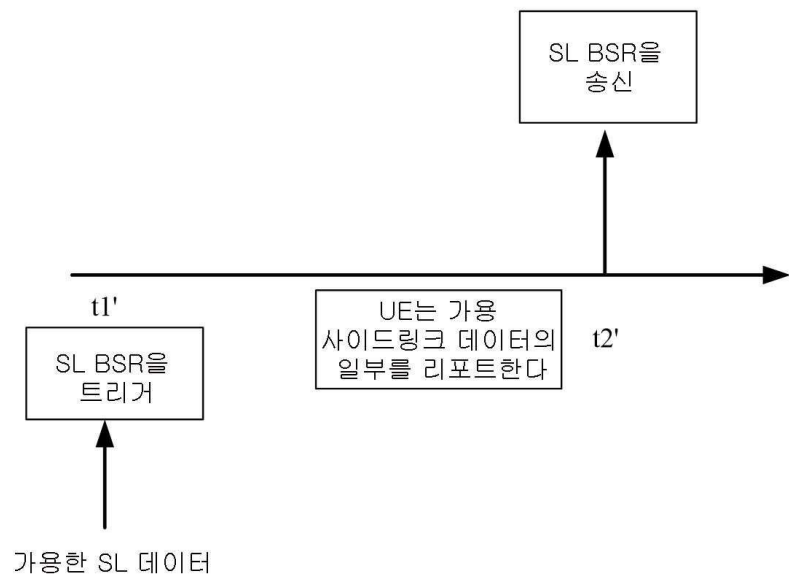 SL BSR을
송신
t1'
UE는 가용
사이드링크 데이터의
일부를 리포트한다
t2'
SL BSR을
트리거
가용한 SL 데이터